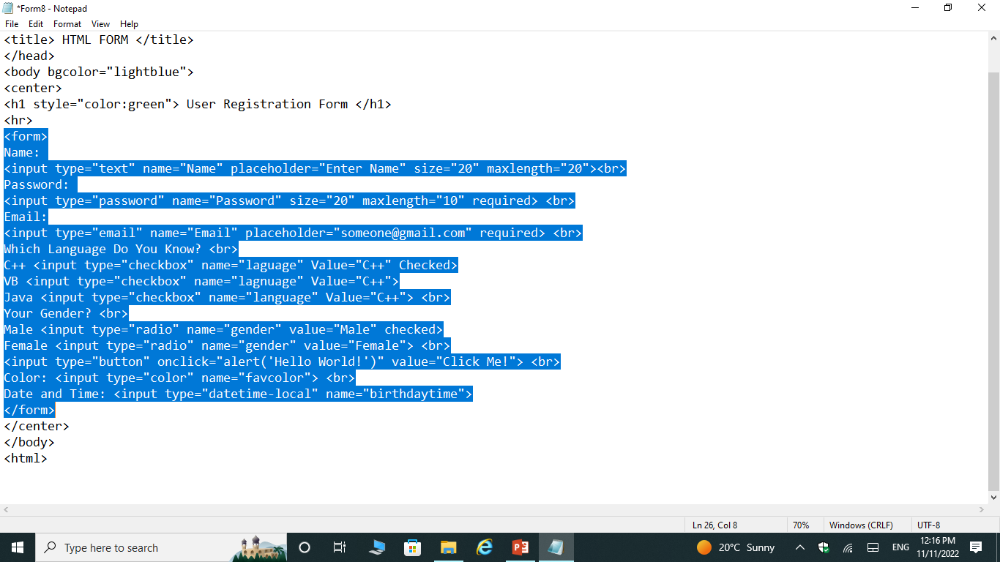 *Form8 - Notepad
File Edit Format View Help
<title> HTML FORM </title>
</head>
<body bgcolor="lightblue">
<center>
<h1 style="color:green"> User Registration Form </h1>
<hr>
<form>
Name:
<input type="text" name="Name" placeholder="Enter Name" size="20" maxlength="20"><br>
Password:
<input type="password" name="Password" size="20" maxlength="10" required> <br>
Email:
<input type="email" name="Email" placeholder="someone@gmail.com" required> <br>
Which Language Do You Know? <br>
C++ <input type="checkbox" name="laguage" Value="C++" Checked>
VB <input type="checkbox" name="lagnuage" Value="C++">
Java <input type="checkbox" name="language" Value="C++"> <br>
Your Gender? <br>
Male <input type="radio" name="gender" value="Male" checked>
Female <input type="radio" name="gender" value="Female"> <br>
<input type="button" onclick="alert('Hello World!')" value="Click Me!"> <br>
Color: <input type="color" name="favcolor"> <br>
Date and Time: <input type="datetime-local" name="birthdaytime">
</form>
</center>
</body>
<html>
Ln 26, Col 8 70% Windows (CRLF) UTF-8
Type here to search 20°C Sunny ENG 12:16 PM
11/11/2022